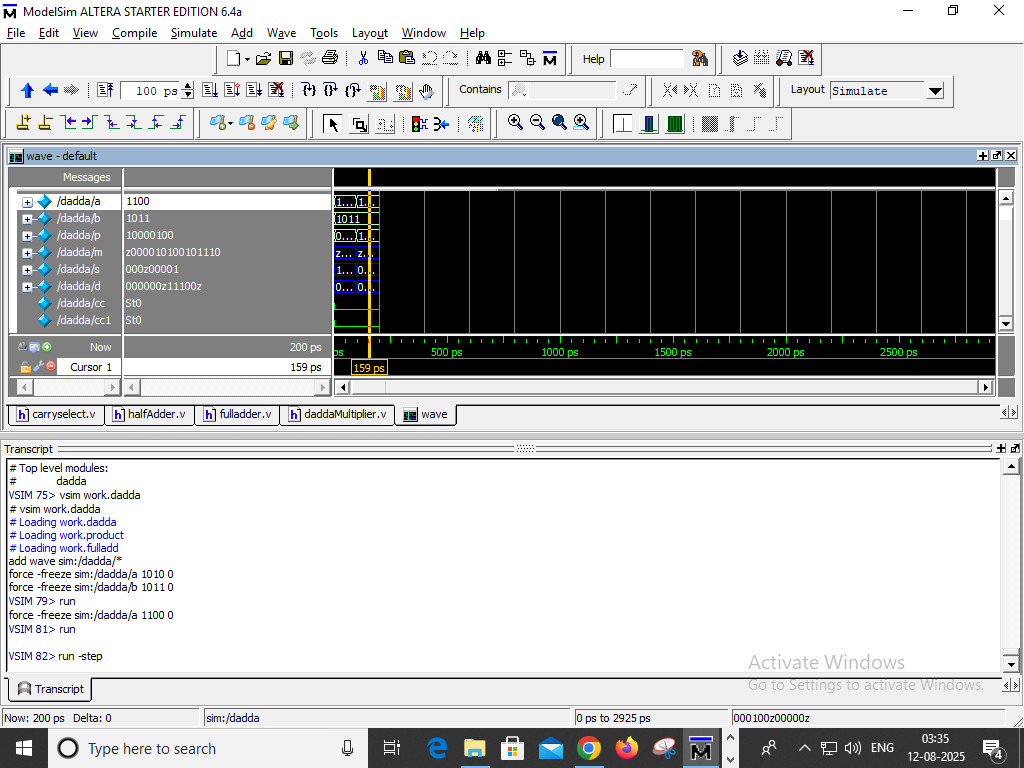 ModelSim ALTERA STARTER EDITION 6.4a
File Edit View Compile Simulate Add Wave Tools Layout Window Help
Help
100 ps
Contains
Layout Simulate
wave - default
Messages
/dadda/a 1100 1... 1...
/dadda/b 1011 1011
/dadda/p 10000100 0... 1...
/dadda/m z000010100101110 z... z...
/dadda/s 000z00001 1... 0...
/dadda/d 000000z11100z 0... 0...
/dadda/cc St0
/dadda/cc1 St0
Now 200 ps ps 500 ps 1000 ps 1500 ps 2000 ps 2500 ps
Cursor 1 159 ps 159 ps
carryselect.v halfAdder.v fulladder.v daddaMultiplier.v wave
Transcript
# Top level modules:
# dadda
VSIM 75> vsim work.dadda
# vsim work.dadda
# Loading work.dadda
# Loading work.product
# Loading work.fulladd
add wave sim:/dadda/*
force -freeze sim:/dadda/a 1010 0
force -freeze sim:/dadda/b 1011 0
VSIM 79> run
force -freeze sim:/dadda/a 1100 0
VSIM 81> run
VSIM 82> run -step
Activate Windows
Go to Settings to activate Windows.
Transcript
Now: 200 ps Delta: 0 sim:/dadda 0 ps to 2925 ps 000100z00000z
Type here to search
ENG
03:35
12-08-2025
4